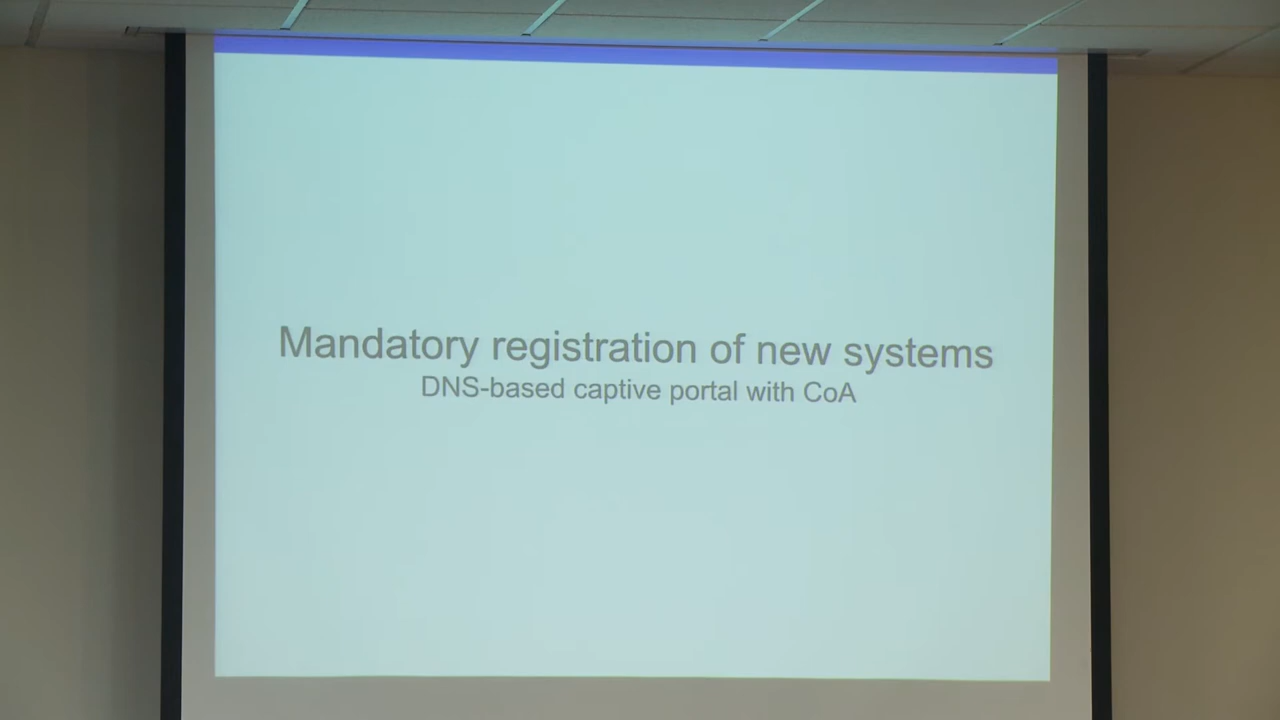 Mandatory registration of new systems
DNS-based captive portal with CoA